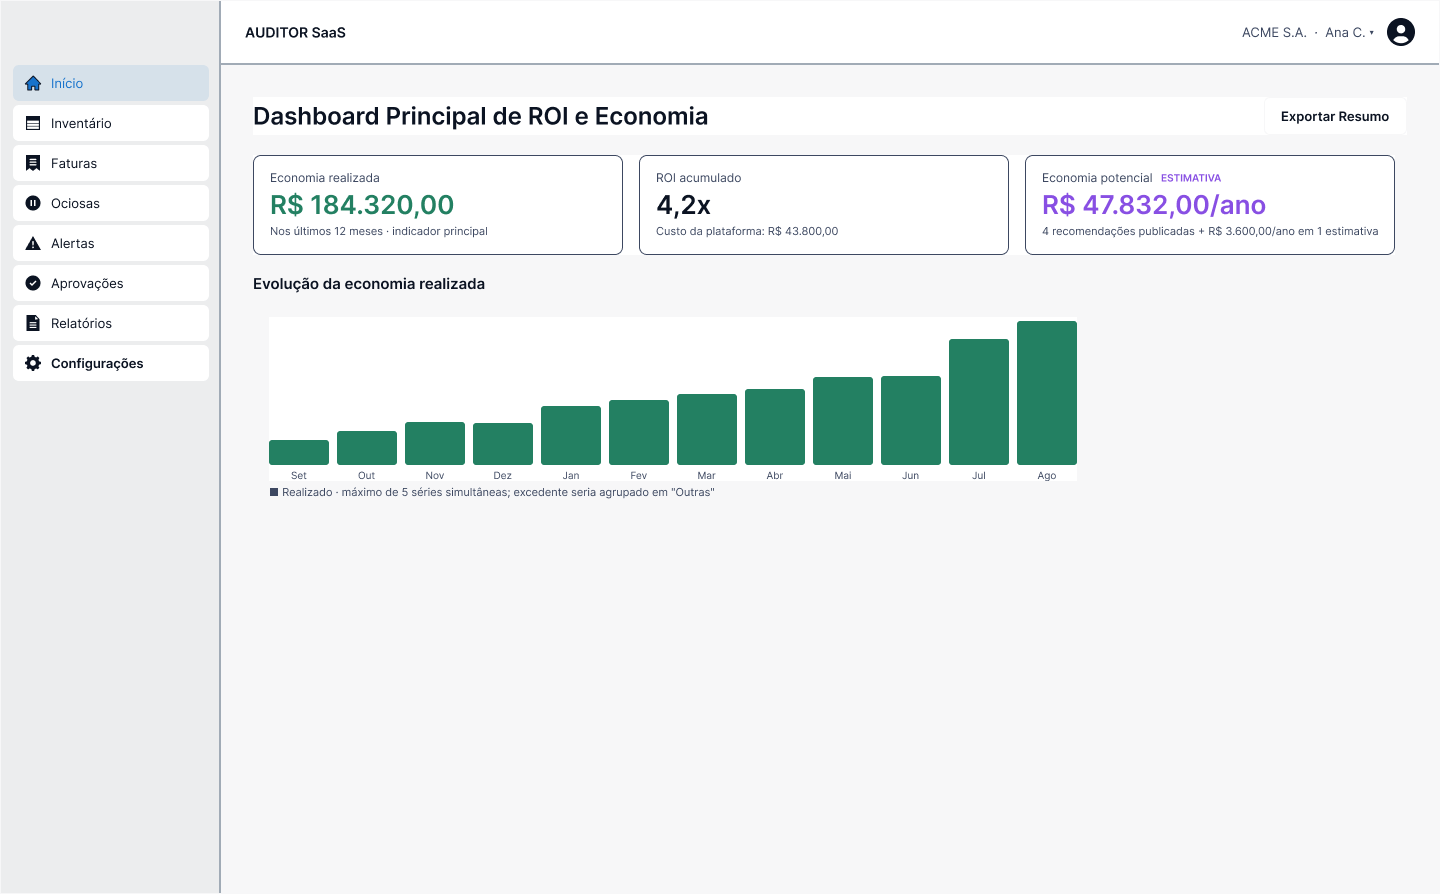 AUDITOR SaaS
ACME S.A. · Ana C. ▾
Início
Inventário
Faturas
Ociosas
Alertas
Aprovações
Relatórios
Configurações
Dashboard Principal de ROI e Economia
Exportar Resumo
Economia realizada
R$ 184.320,00
Nos últimos 12 meses · indicador principal
ROI acumulado
4,2x
Custo da plataforma: R$ 43.800,00
Economia potencial ESTIMATIVA
R$ 47.832,00/ano
4 recomendações publicadas + R$ 3.600,00/ano em 1 estimativa
Evolução da economia realizada
Set Out Nov Dez Jan Fev Mar Abr Mai Jun Jul Ago
Realizado · máximo de 5 séries simultâneas; excedente seria agrupado em "Outras"